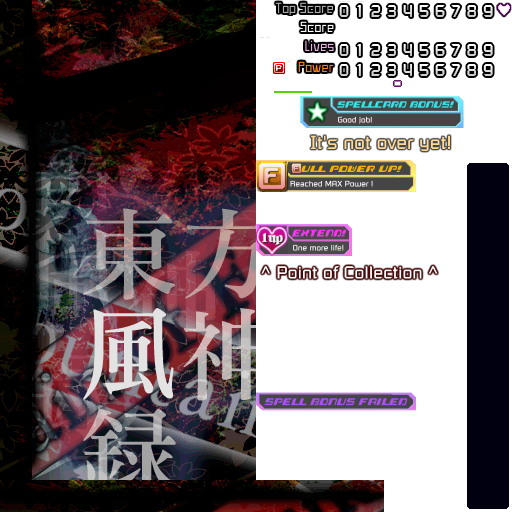 Top Score 0123456789
Score
Lives 0123456789
F Power 0123456789
SPELLCARD BONUS!
Good job!
It's not over yet!
F FULL POWER UP!
Reached MAX Power !
1up EXTEND!
One more life!
^ Point of Collection ^
SPELL BONUS FAILED
東方
風神
録